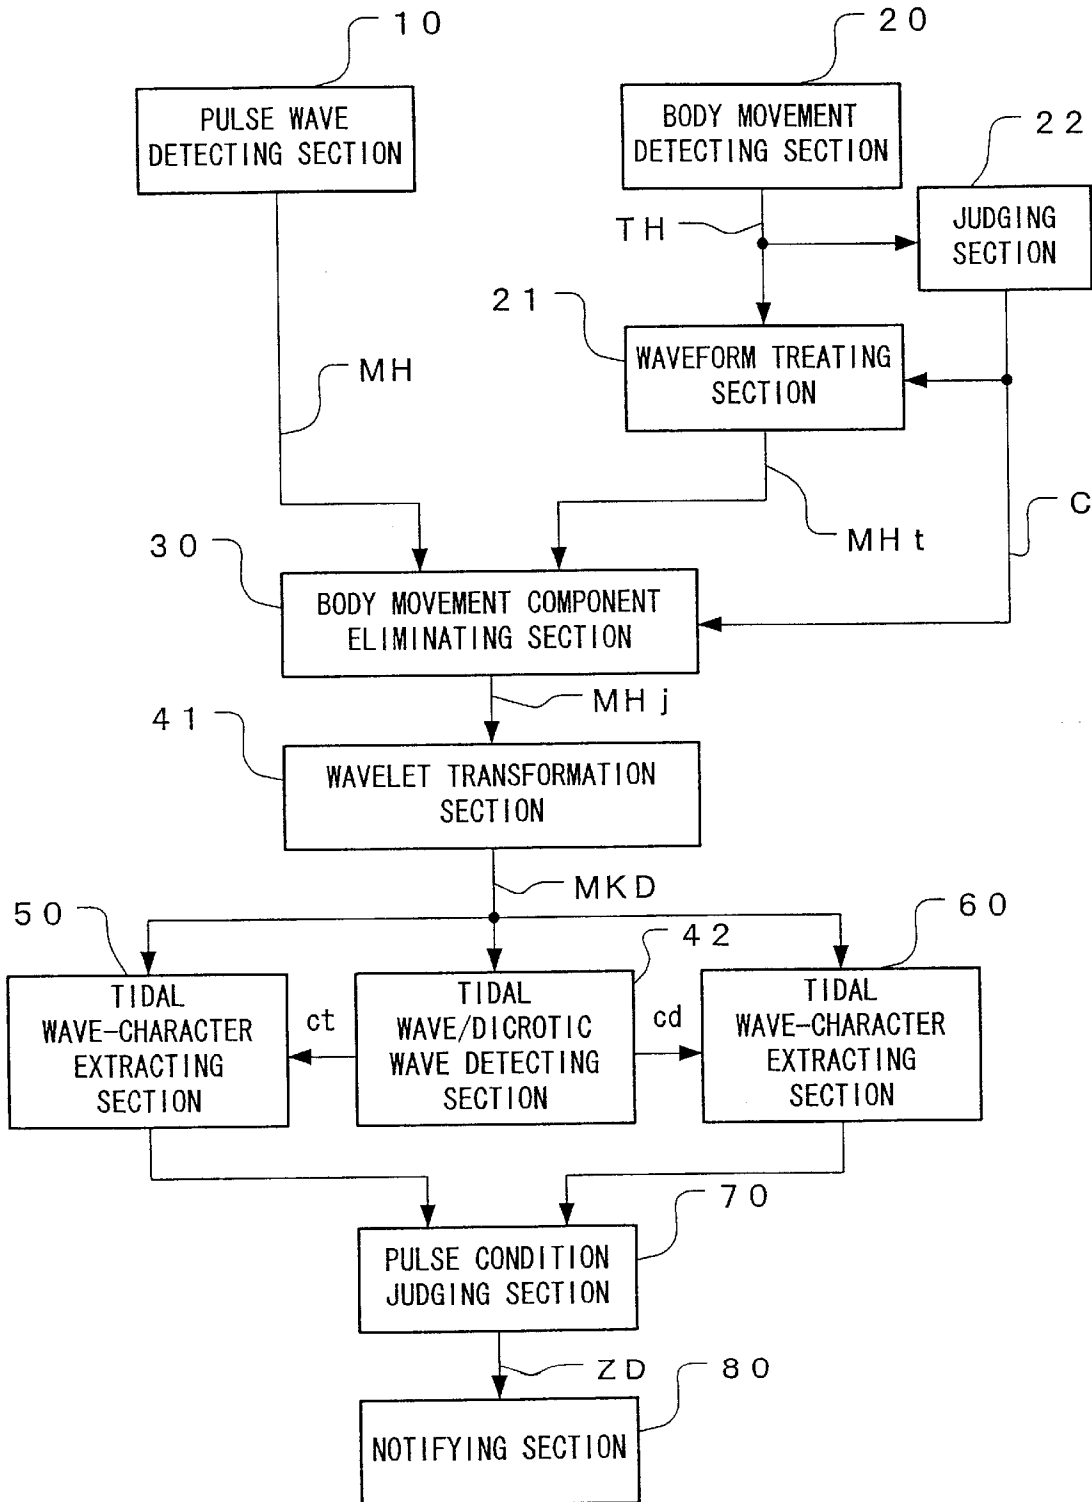 10
20
PULSE WAVE
DETECTING SECTION
BODY MOVEMENT
DETECTING SECTION
22
TH
JUDGING
SECTION
21
WAVEFORM TREATING
SECTION
MH
C
MHt
30
BODY MOVEMENT COMPONENT
ELIMINATING SECTION
MHj
41
WAVELET TRANSFORMATION
SECTION
MKD
50
42
60
TIDAL
WAVE-CHARACTER
EXTRACTING
SECTION
ct
TIDAL
WAVE/DICROTIC
WAVE DETECTING
SECTION
cd
TIDAL
WAVE-CHARACTER
EXTRACTING
SECTION
70
PULSE CONDITION
JUDGING SECTION
ZD
80
NOTIFYING SECTION